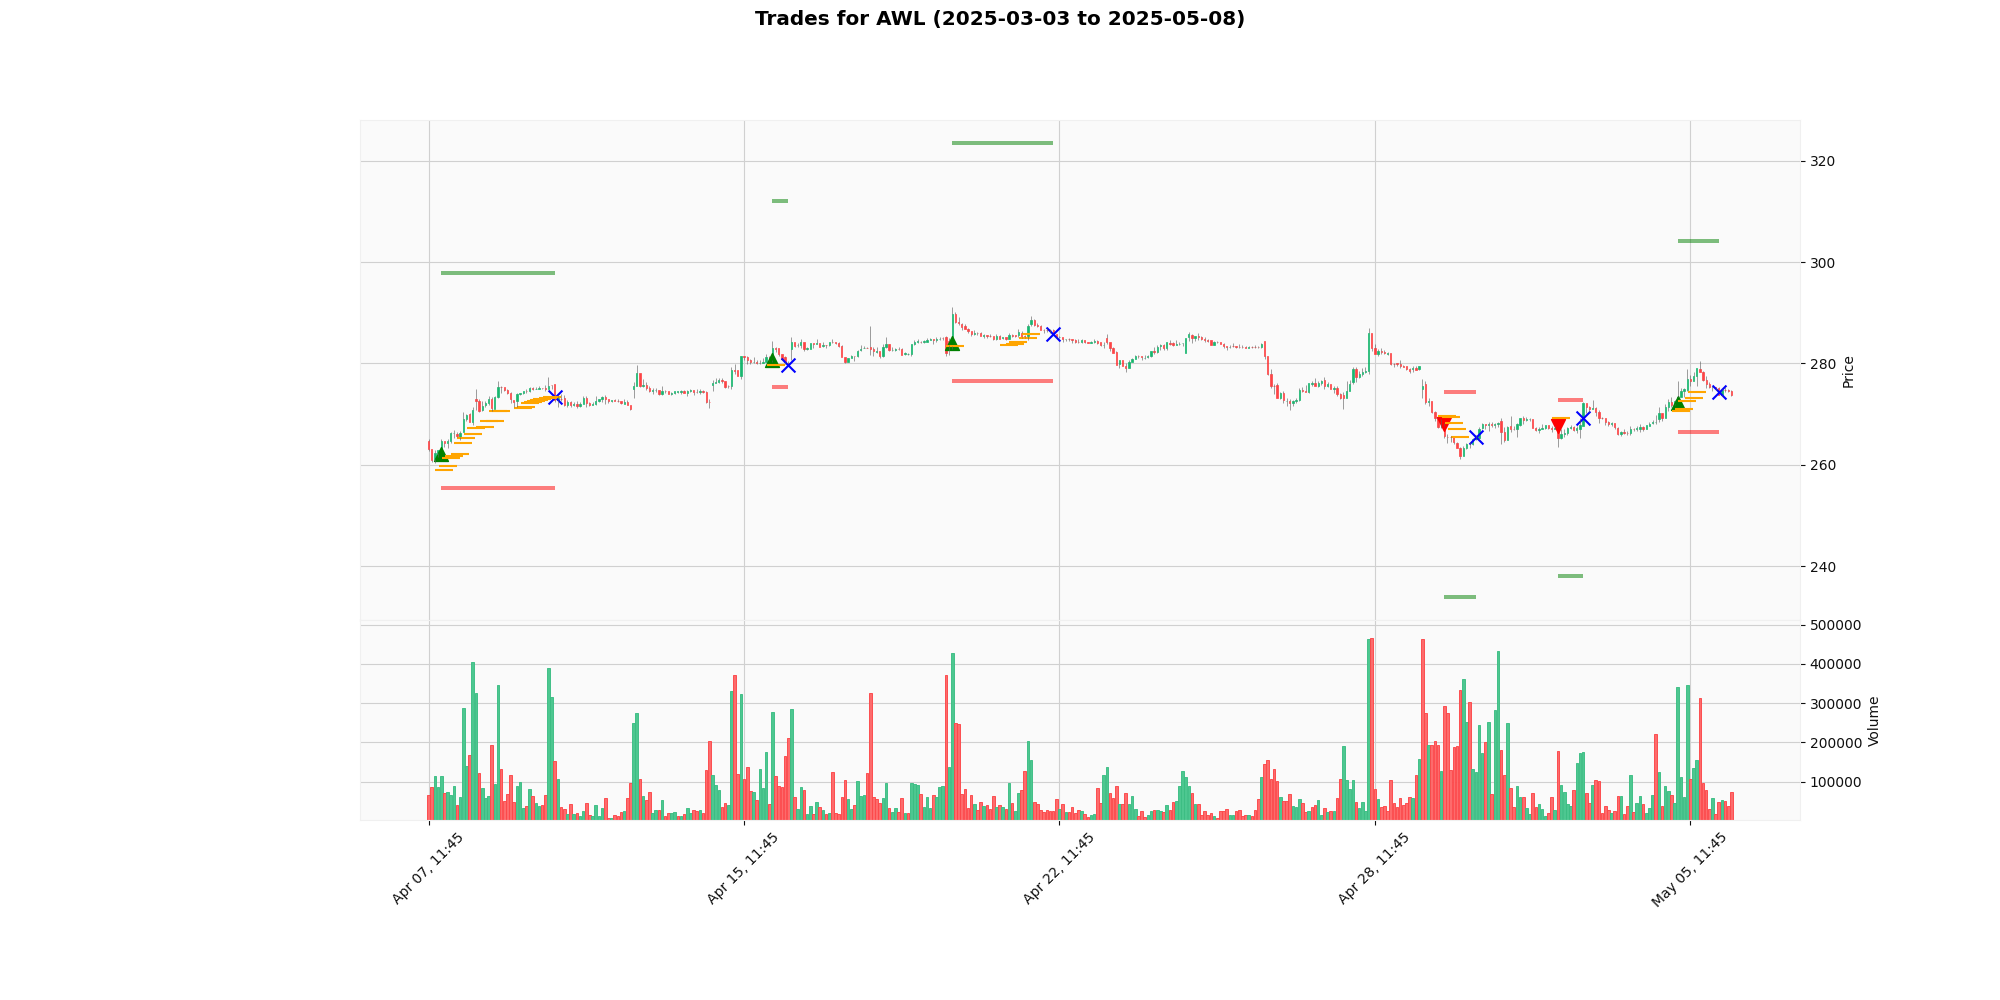 Trades for AWL (2025-03-03 to 2025-05-08)
320
300
280
260
240
Price
500000
400000
300000
200000
100000
Volume
Apr 07, 11:45
Apr 15, 11:45
Apr 22, 11:45
Apr 28, 11:45
May 05, 11:45